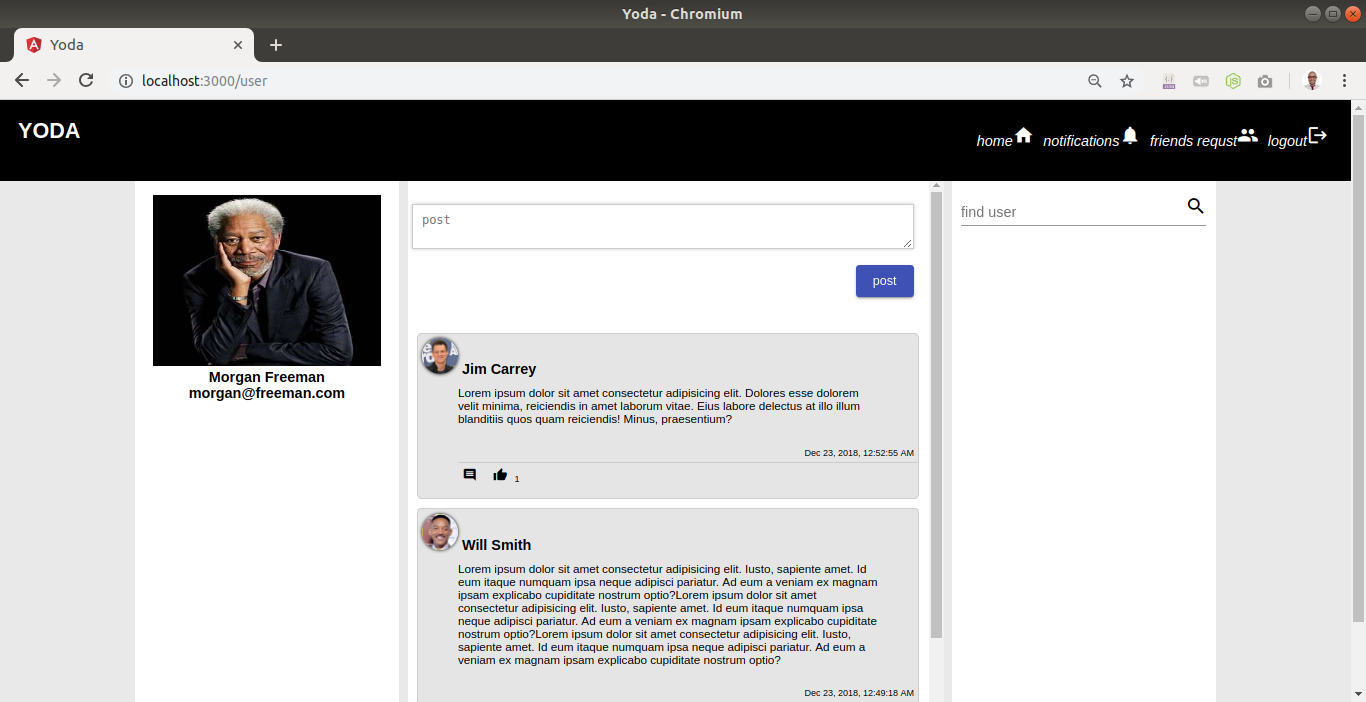 Yoda - Chromium
Yoda
localhost:3000/user
YODA
home notifications friends requst logout
Morgan Freeman
morgan@freeman.com
post
post
Jim Carrey
Lorem ipsum dolor sit amet consectetur adipisicing elit. Dolores esse dolorem
velit minima, reiciendis in amet laborum vitae. Eius labore delectus at illo illum
blanditiis quos quam reiciendis! Minus, praesentium?
Dec 23, 2018, 12:52:55 AM
1
Will Smith
Lorem ipsum dolor sit amet consectetur adipisicing elit. Iusto, sapiente amet. Id
eum itaque numquam ipsa neque adipisci pariatur. Ad eum a veniam ex magnam
ipsam explicabo cupiditate nostrum optio?Lorem ipsum dolor sit amet
consectetur adipisicing elit. Iusto, sapiente amet. Id eum itaque numquam ipsa
neque adipisci pariatur. Ad eum a veniam ex magnam ipsam explicabo cupiditate
nostrum optio?Lorem ipsum dolor sit amet consectetur adipisicing elit. Iusto,
sapiente amet. Id eum itaque numquam ipsa neque adipisci pariatur. Ad eum a
veniam ex magnam ipsam explicabo cupiditate nostrum optio?
Dec 23, 2018, 12:49:18 AM
find user